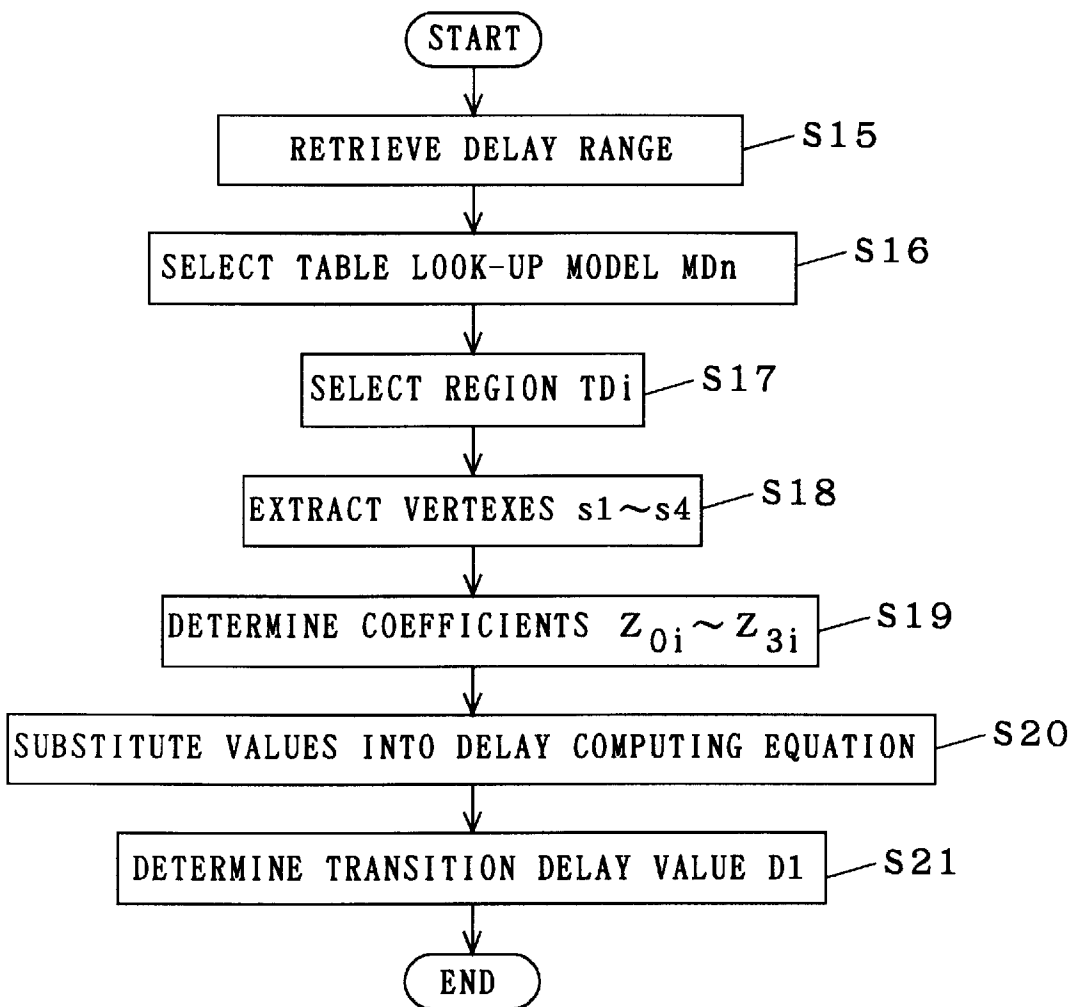 START
RETRIEVE DELAY RANGE
S15
SELECT TABLE LOOK-UP MODEL MDn
S16
SELECT REGION TDi
S17
EXTRACT VERTEXES s1~s4
S18
DETERMINE COEFFICIENTS Z0i~Z3i
S19
SUBSTITUTE VALUES INTO DELAY COMPUTING EQUATION
S20
DETERMINE TRANSITION DELAY VALUE D1
S21
END